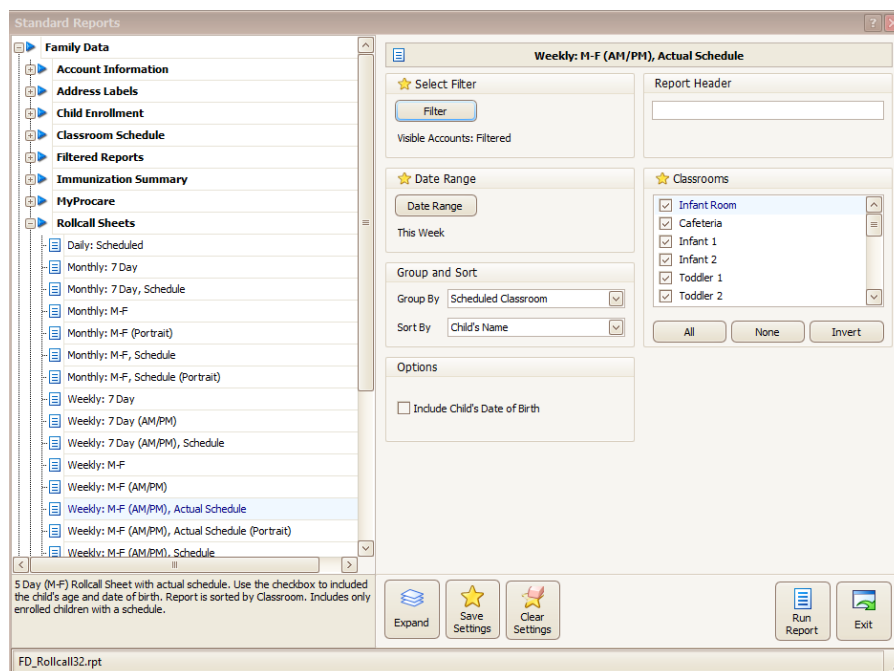 Standard Reports
?
Family Data
Account Information
Address Labels
Child Enrollment
Classroom Schedule
Filtered Reports
Immunization Summary
MyProcare
Rollcall Sheets
Daily: Scheduled
Monthly: 7 Day
Monthly: 7 Day, Schedule
Monthly: M-F
Monthly: M-F (Portrait)
Monthly: M-F, Schedule
Monthly: M-F, Schedule (Portrait)
Weekly: 7 Day
Weekly: 7 Day (AM/PM)
Weekly: 7 Day (AM/PM), Schedule
Weekly: M-F
Weekly: M-F (AM/PM)
Weekly: M-F (AM/PM), Actual Schedule
Weekly: M-F (AM/PM), Actual Schedule (Portrait)
Weekly: M-F (AM/PM), Schedule
5 Day (M-F) Rollcall Sheet with actual schedule. Use the checkbox to included
the child's age and date of birth. Report is sorted by Classroom. Includes only
enrolled children with a schedule.
Weekly: M-F (AM/PM), Actual Schedule
Select Filter
Filter
Visible Accounts: Filtered
Report Header
Date Range
Date Range
This Week
Classrooms
Infant Room
Cafeteria
Infant 1
Infant 2
Toddler 1
Toddler 2
All
None
Invert
Group and Sort
Group By Scheduled Classroom
Sort By Child's Name
Options
Include Child's Date of Birth
Expand
Save
Settings
Clear
Settings
Run
Report
Exit
FD_Rollcall32.rpt